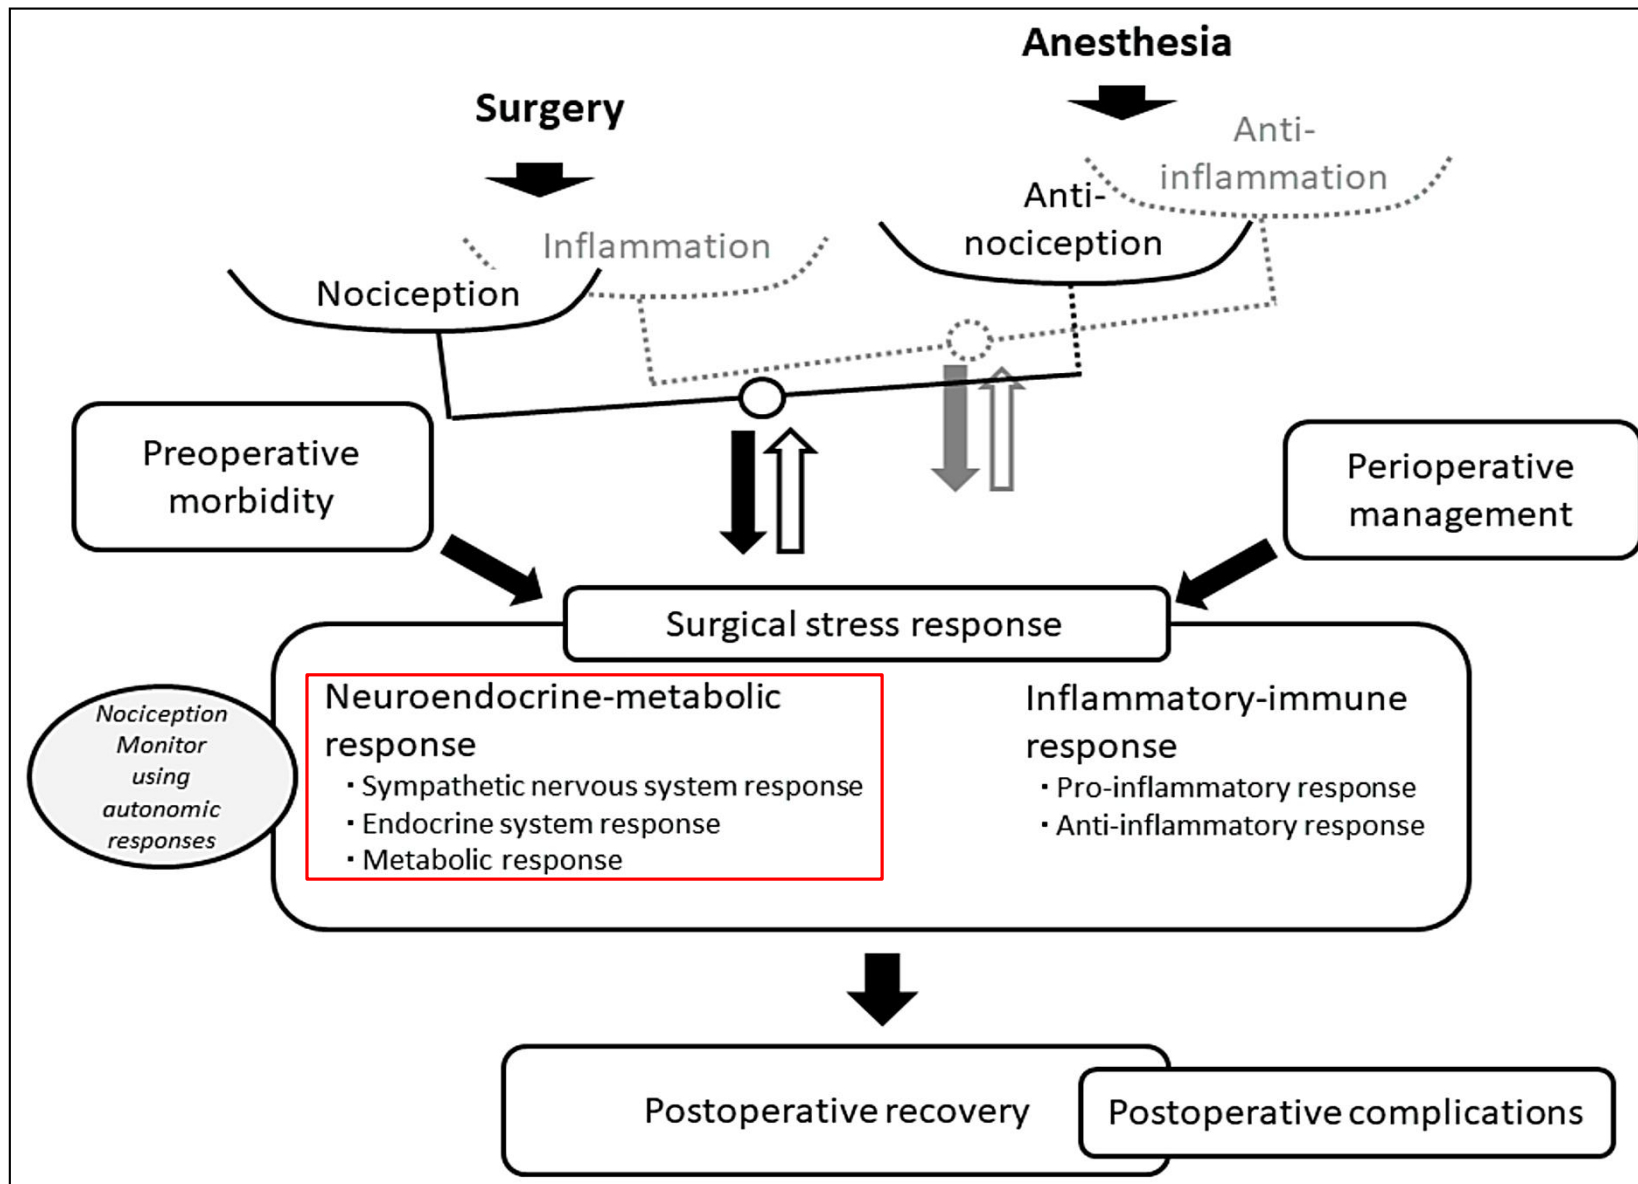 Anesthesia
Surgery
Anti-
inflammation
Anti-
nociception
Inflammation
Nociception
Preoperative
morbidity
Perioperative
management
Surgical stress response
Nociception
Monitor
using
autonomic
responses
Neuroendocrine-metabolic
response
・Sympathetic nervous system response
・Endocrine system response
・Metabolic response
Inflammatory-immune
response
・Pro-inflammatory response
・Anti-inflammatory response
Postoperative recovery
Postoperative complications